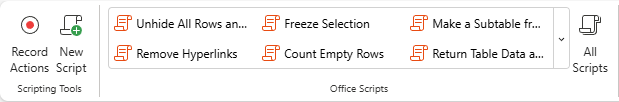 Unhide All Rows an...
Freeze Selection
Make a Subtable fr...
Remove Hyperlinks
Count Empty Rows
Return Table Data a...
Record
Actions
New
Script
All
Scripts
Scripting Tools
Office Scripts